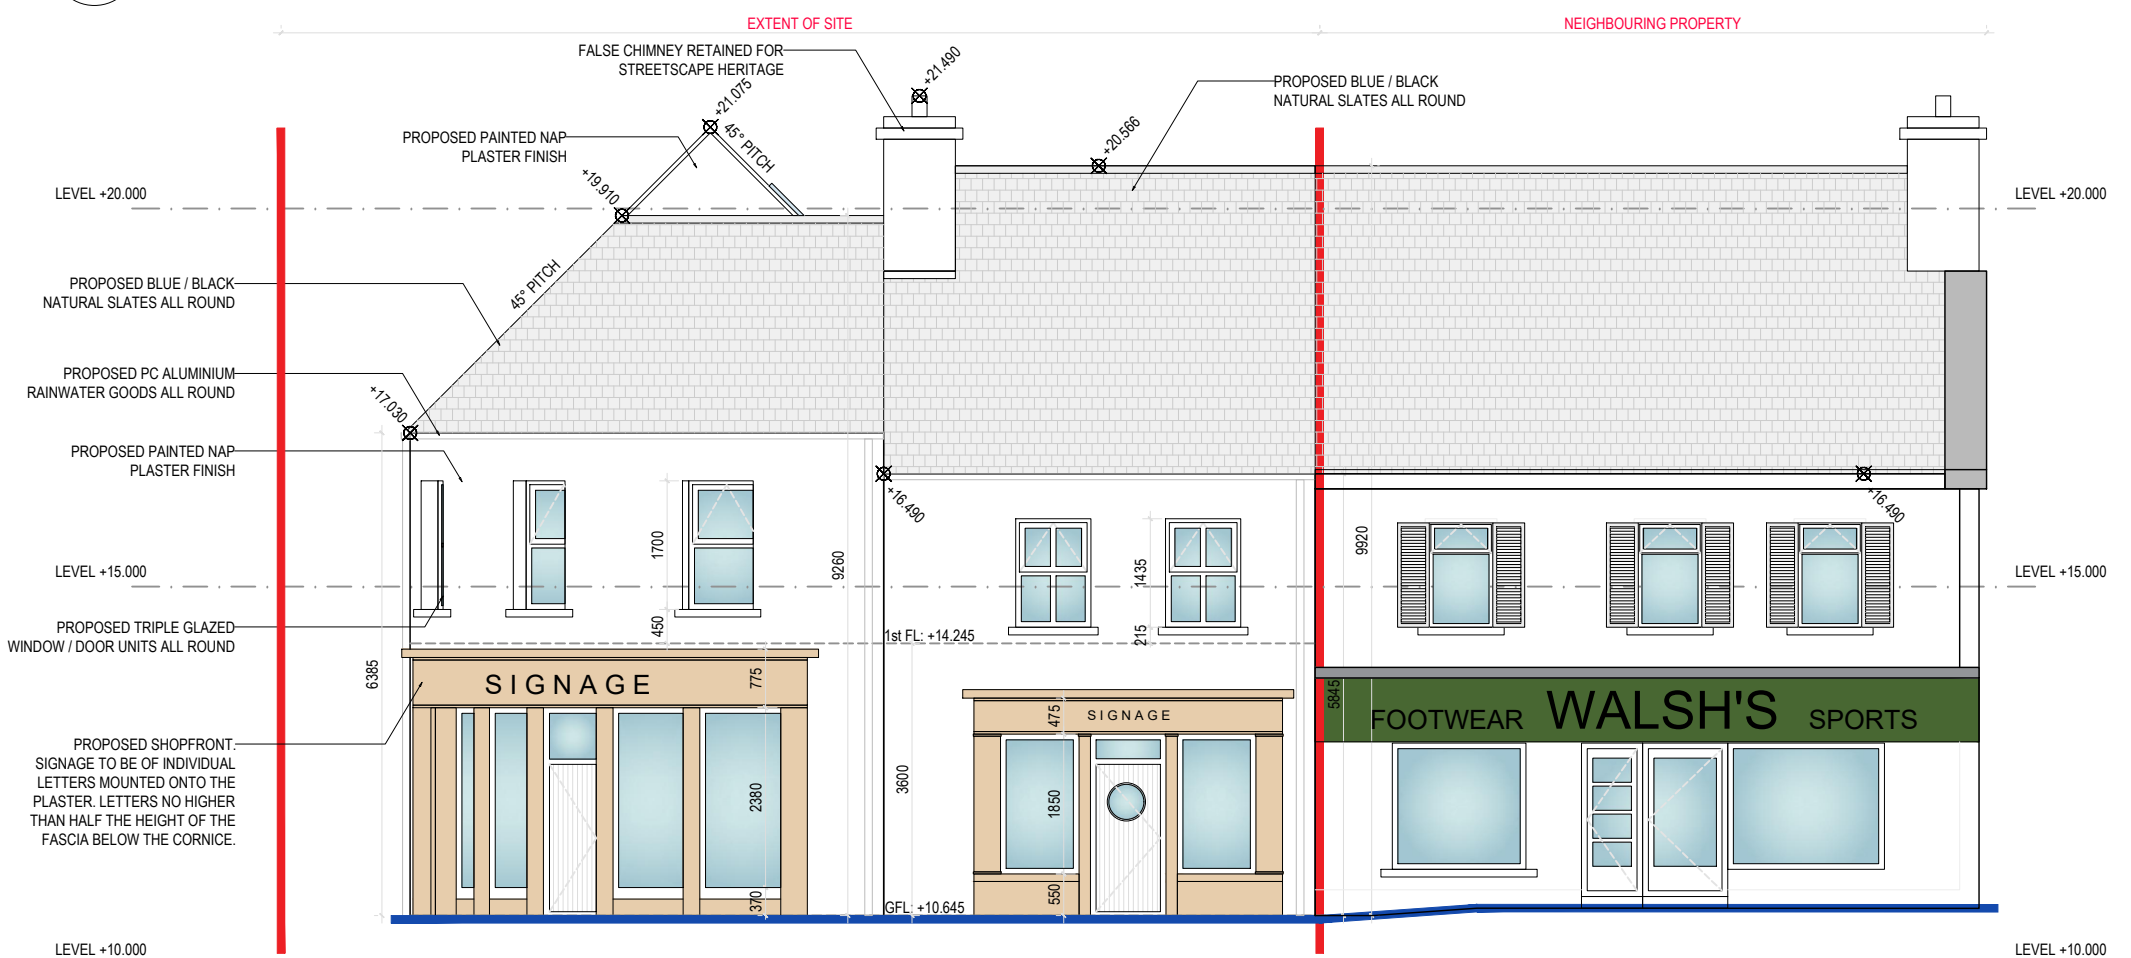 EXTENT OF SITE
NEIGHBOURING PROPERTY
FALSE CHIMNEY RETAINED FOR
STREETSCAPE HERITAGE
+21.490
+21.075
PROPOSED BLUE / BLACK
NATURAL SLATES ALL ROUND
PROPOSED PAINTED NAP
PLASTER FINISH
45° PITCH
+20.566
+19.910
LEVEL +20.000
LEVEL +20.000
45° PITCH
PROPOSED BLUE / BLACK
NATURAL SLATES ALL ROUND
PROPOSED PC ALUMINIUM
RAINWATER GOODS ALL ROUND
+17.030
PROPOSED PAINTED NAP
PLASTER FINISH
+16.490
+16.490
1700
9260
1435
9920
LEVEL +15.000
LEVEL +15.000
PROPOSED TRIPLE GLAZED
WINDOW / DOOR UNITS ALL ROUND
450
1st FL: +14.245
215
6385
775
SIGNAGE
475
SIGNAGE
5845
FOOTWEAR WALSH'S SPORTS
PROPOSED SHOPFRONT.
SIGNAGE TO BE OF INDIVIDUAL
LETTERS MOUNTED ONTO THE
PLASTER. LETTERS NO HIGHER
THAN HALF THE HEIGHT OF THE
FASCIA BELOW THE CORNICE.
2380
3600
1850
370
GFL: +10.645
550
LEVEL +10.000
LEVEL +10.000